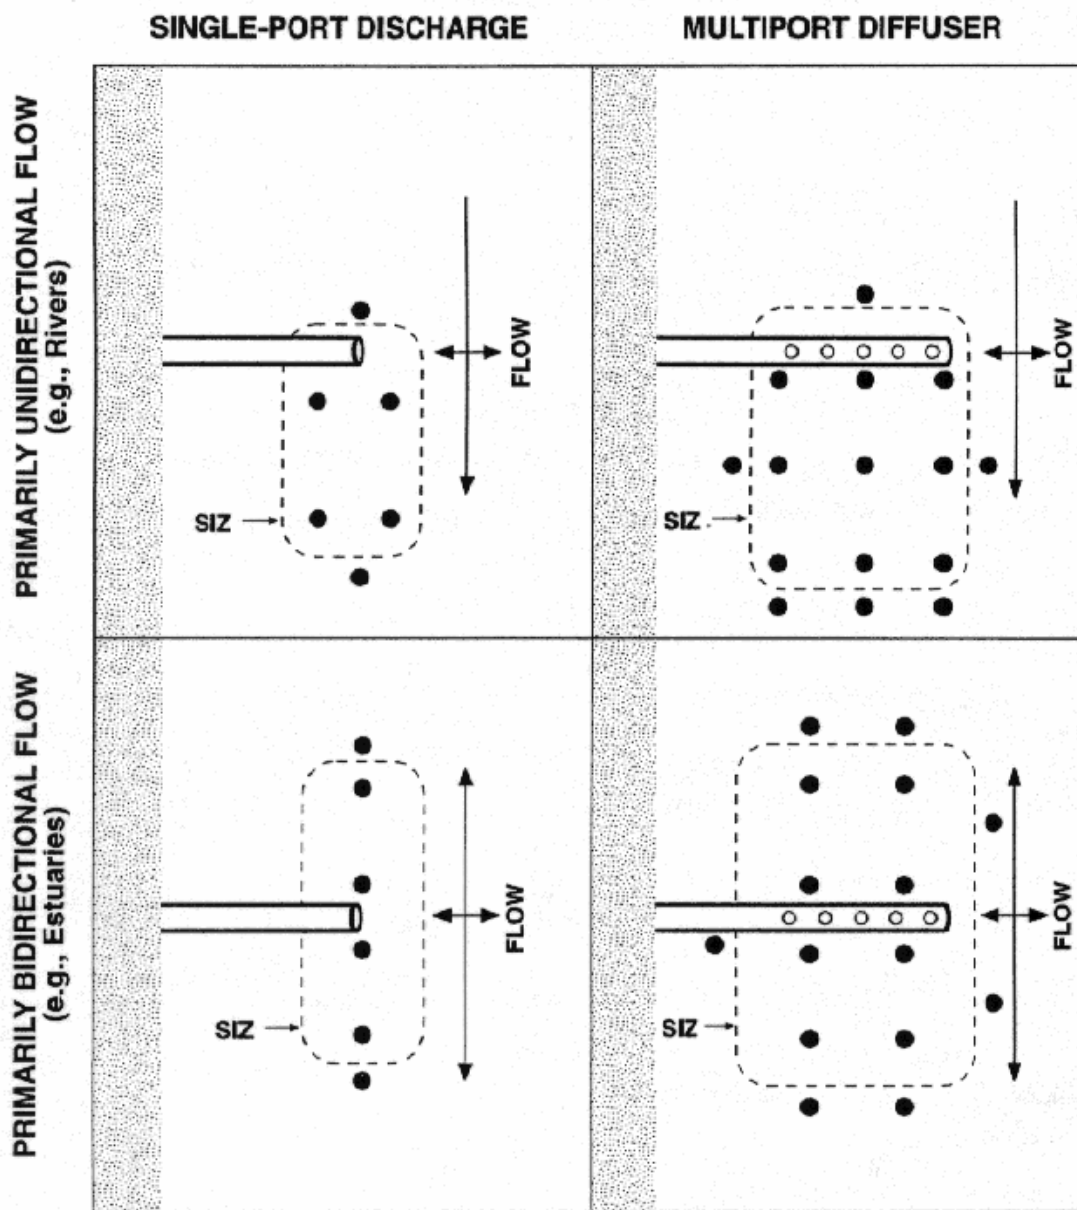 SINGLE-PORT DISCHARGE
MULTIPORT DIFFUSER
PRIMARILY UNIDIRECTIONAL FLOW
(e.g., Rivers)
FLOW
SIZ
FLOW
SIZ
PRIMARILY BIDIRECTIONAL FLOW
(e.g., Estuaries)
FLOW
SIZ
FLOW
SIZ